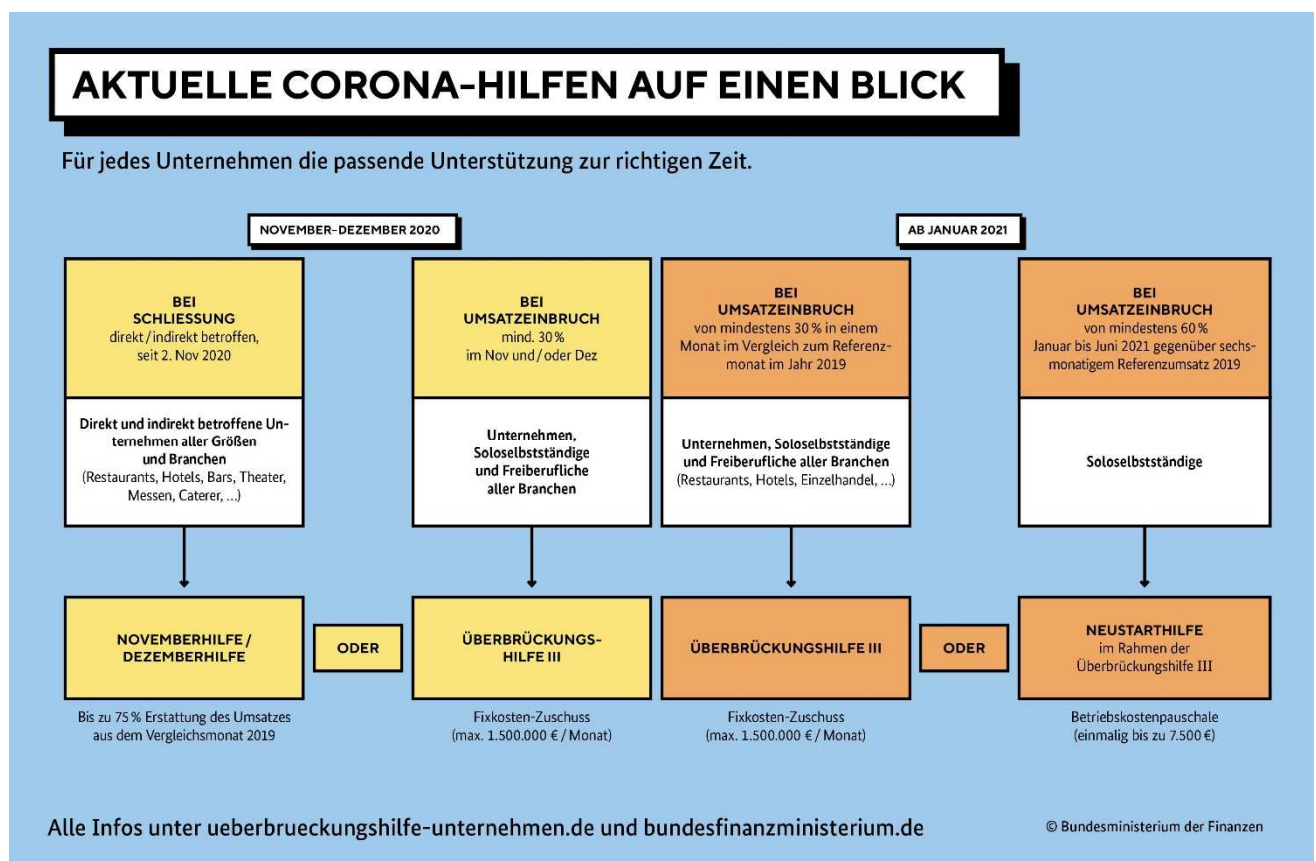 AKTUELLE CORONA-HILFEN AUF EINEN BLICK
Für jedes Unternehmen die passende Unterstützung zur richtigen Zeit.
NOVEMBER–DEZEMBER 2020
BEI
SCHLIESSUNG
direkt / indirekt betroffen,
seit 2. Nov 2020
Direkt und indirekt betroffene Un-
ternehmen aller Größen
und Branchen
(Restaurants, Hotels, Bars, Theater,
Messen, Caterer, ...)
NOVEMBERHILFE /
DEZEMBERHILFE
Bis zu 75 % Erstattung des Umsatzes
aus dem Vergleichsmonat 2019
ODER
BEI
UMSATZEINBRUCH
mind. 30 %
im Nov und / oder Dez
Unternehmen,
Soloselbstständige
und Freiberufliche
aller Branchen
ÜBERBRÜCKUNGS-
HILFE III
Fixkosten-Zuschuss
(max. 1.500.000 € / Monat)
AB JANUAR 2021
BEI
UMSATZEINBRUCH
von mindestens 30 % in einem
Monat im Vergleich zum Referenz-
monat im Jahr 2019
Unternehmen, Soloselbstständige
und Freiberufliche aller Branchen
(Restaurants, Hotels, Einzelhandel, ...)
ÜBERBRÜCKUNGSHILFE III
Fixkosten-Zuschuss
(max. 1.500.000 € / Monat)
ODER
BEI
UMSATZEINBRUCH
von mindestens 60 %
Januar bis Juni 2021 gegenüber sechs-
monatigem Referenzumsatz 2019
Soloselbstständige
NEUSTARTHILFE
im Rahmen der
Überbrückungshilfe III
Betriebskostenpauschale
(einmalig bis zu 7.500 €)
Alle Infos unter ueberbrueckungshilfe-unternehmen.de und bundesfinanzministerium.de
© Bundesministerium der Finanzen